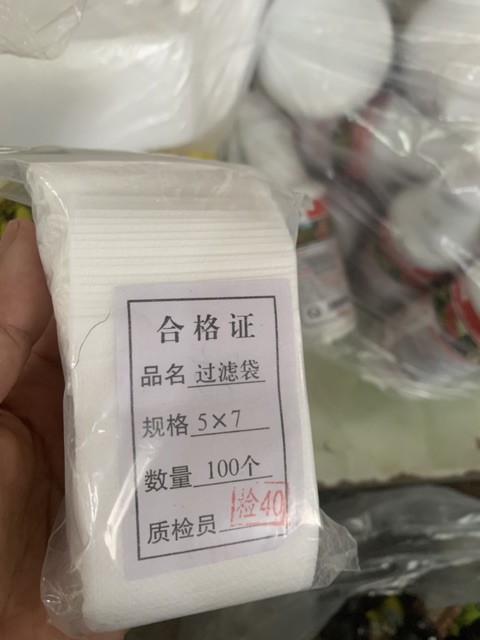 合格证
品名 过滤袋
规格 5×7
数量 100个
质检员 检40